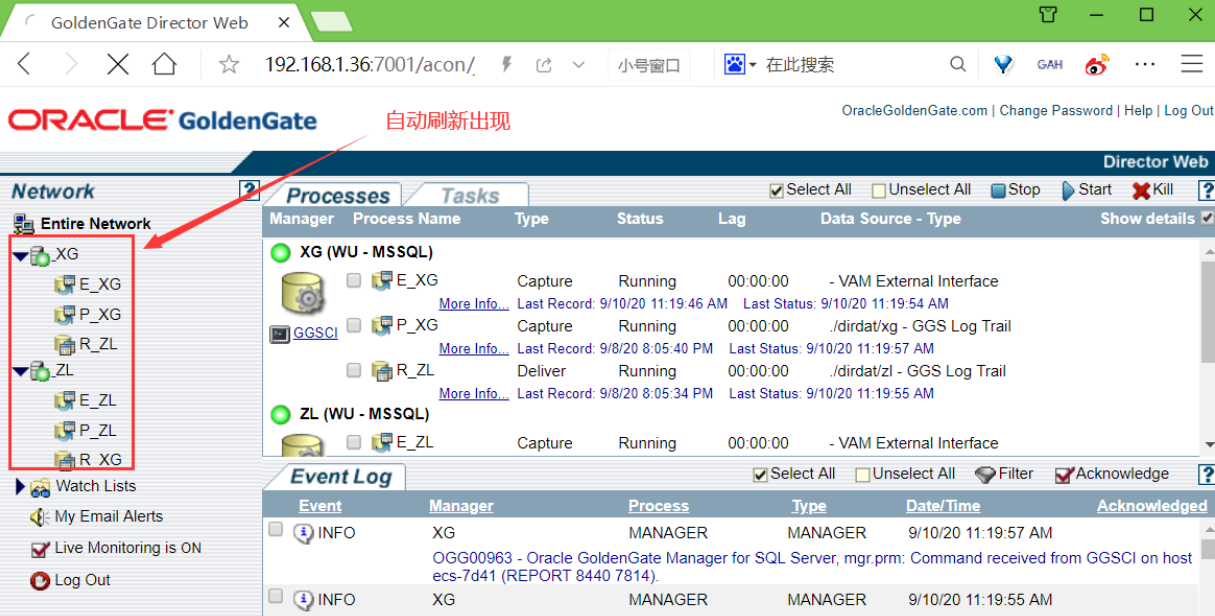 GoldenGate Director Web
192.168.1.36:7001/acon/
小号窗口
在此搜索
GAH
ORACLE GoldenGate
自动刷新出现
OracleGoldenGate.com | Change Password | Help | Log Out
Director Web
Network
?
Processes
Tasks
Select All
Unselect All
Stop
Start
Kill
?
Entire Network
Manager Process Name Type Status Lag Data Source - Type Show details
XG
E_XG
P_XG
R_ZL
ZL
E_ZL
P_ZL
R_XG
Watch Lists
My Email Alerts
Live Monitoring is ON
Log Out
XG (WU - MSSQL)
E_XG Capture Running 00:00:00 - VAM External Interface
More Info... Last Record: 9/10/20 11:19:46 AM Last Status: 9/10/20 11:19:54 AM
GGSCI
P_XG Capture Running 00:00:00 ./dirdat/xg - GGS Log Trail
More Info... Last Record: 9/8/20 8:05:40 PM Last Status: 9/10/20 11:19:57 AM
R_ZL Deliver Running 00:00:00 ./dirdat/zl - GGS Log Trail
More Info... Last Record: 9/8/20 8:05:34 PM Last Status: 9/10/20 11:19:55 AM
ZL (WU - MSSQL)
E_ZL Capture Running 00:00:00 - VAM External Interface
Event Log
Select All
Unselect All
Filter
Acknowledge
?
Event Manager Process Type Date/Time Acknowledged
INFO XG MANAGER MANAGER 9/10/20 11:19:57 AM
OGG00963 - Oracle GoldenGate Manager for SQL Server, mgr.prm: Command received from GGSCI on host
ecs-7d41 (REPORT 8440 7814).
INFO XG MANAGER MANAGER 9/10/20 11:19:55 AM